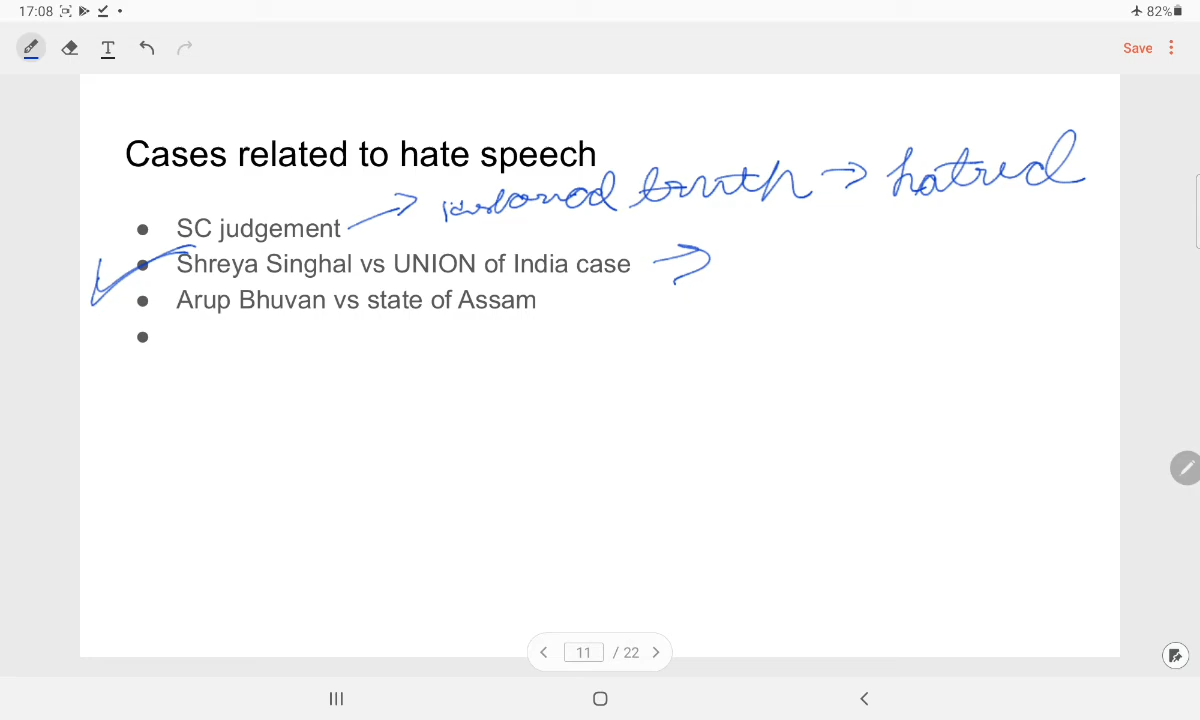 17:08
82%
T
Save
Cases related to hate speech
truth → hatred
• SC judgement →
• Shreya Singhal vs UNION of India case →
• Arup Bhuvan vs state of Assam
•
11 / 22